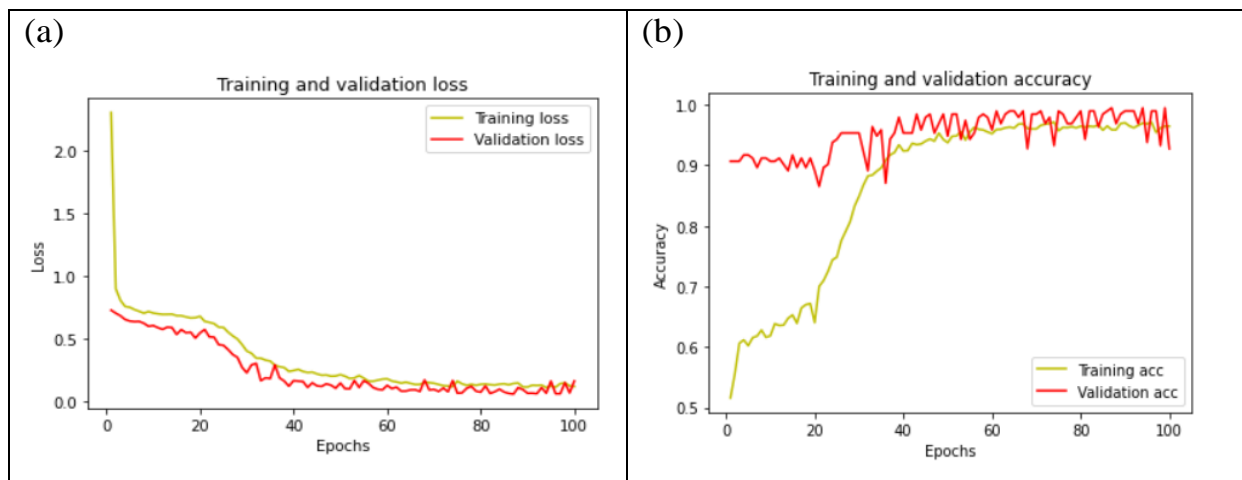 (a)
Training and validation loss
Training loss
Validation loss
2.0
1.5
1.0
0.5
0.0
Loss
0 20 40 60 80 100
Epochs
(b)
Training and validation accuracy
1.0
0.9
0.8
0.7
0.6
0.5
Accuracy
Training acc
Validation acc
0 20 40 60 80 100
Epochs